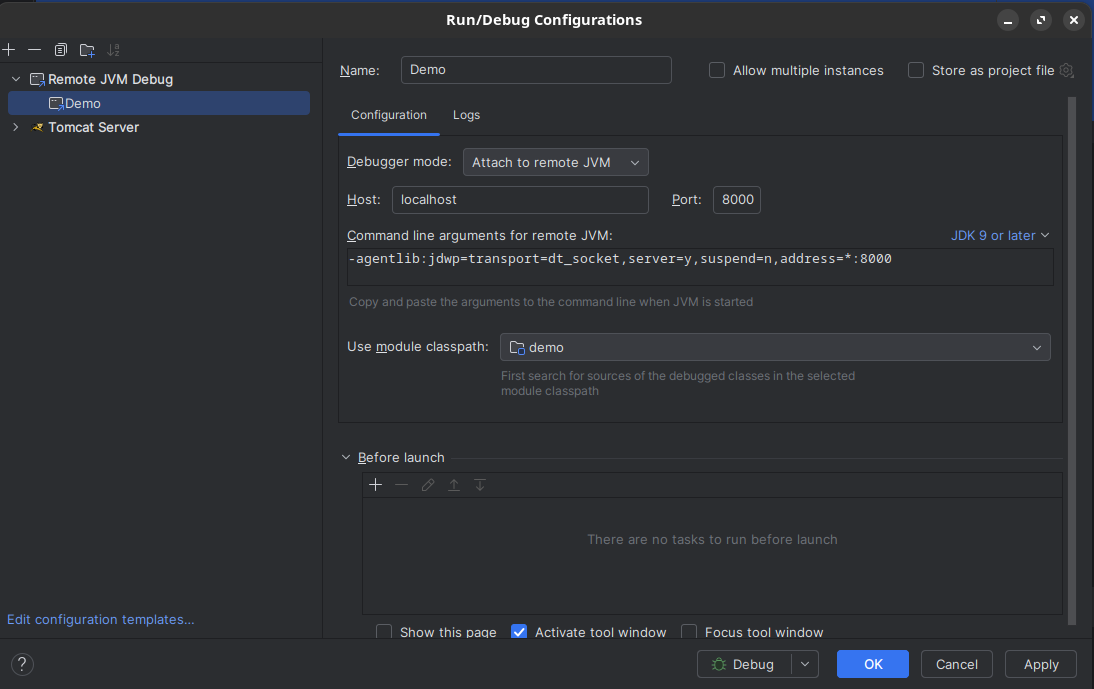 Run/Debug Configurations
Remote JVM Debug
Demo
Tomcat Server
Edit configuration templates...
Name: Demo
Allow multiple instances
Store as project file
Configuration
Logs
Debugger mode: Attach to remote JVM
Host: localhost
Port: 8000
Command line arguments for remote JVM:
JDK 9 or later
-agentlib:jdwp=transport=dt_socket,server=y,suspend=n,address=*:8000
Copy and paste the arguments to the command line when JVM is started
Use module classpath: demo
First search for sources of the debugged classes in the selected
module classpath
Before launch
There are no tasks to run before launch
Show this page
Activate tool window
Focus tool window
?
Debug
OK
Cancel
Apply